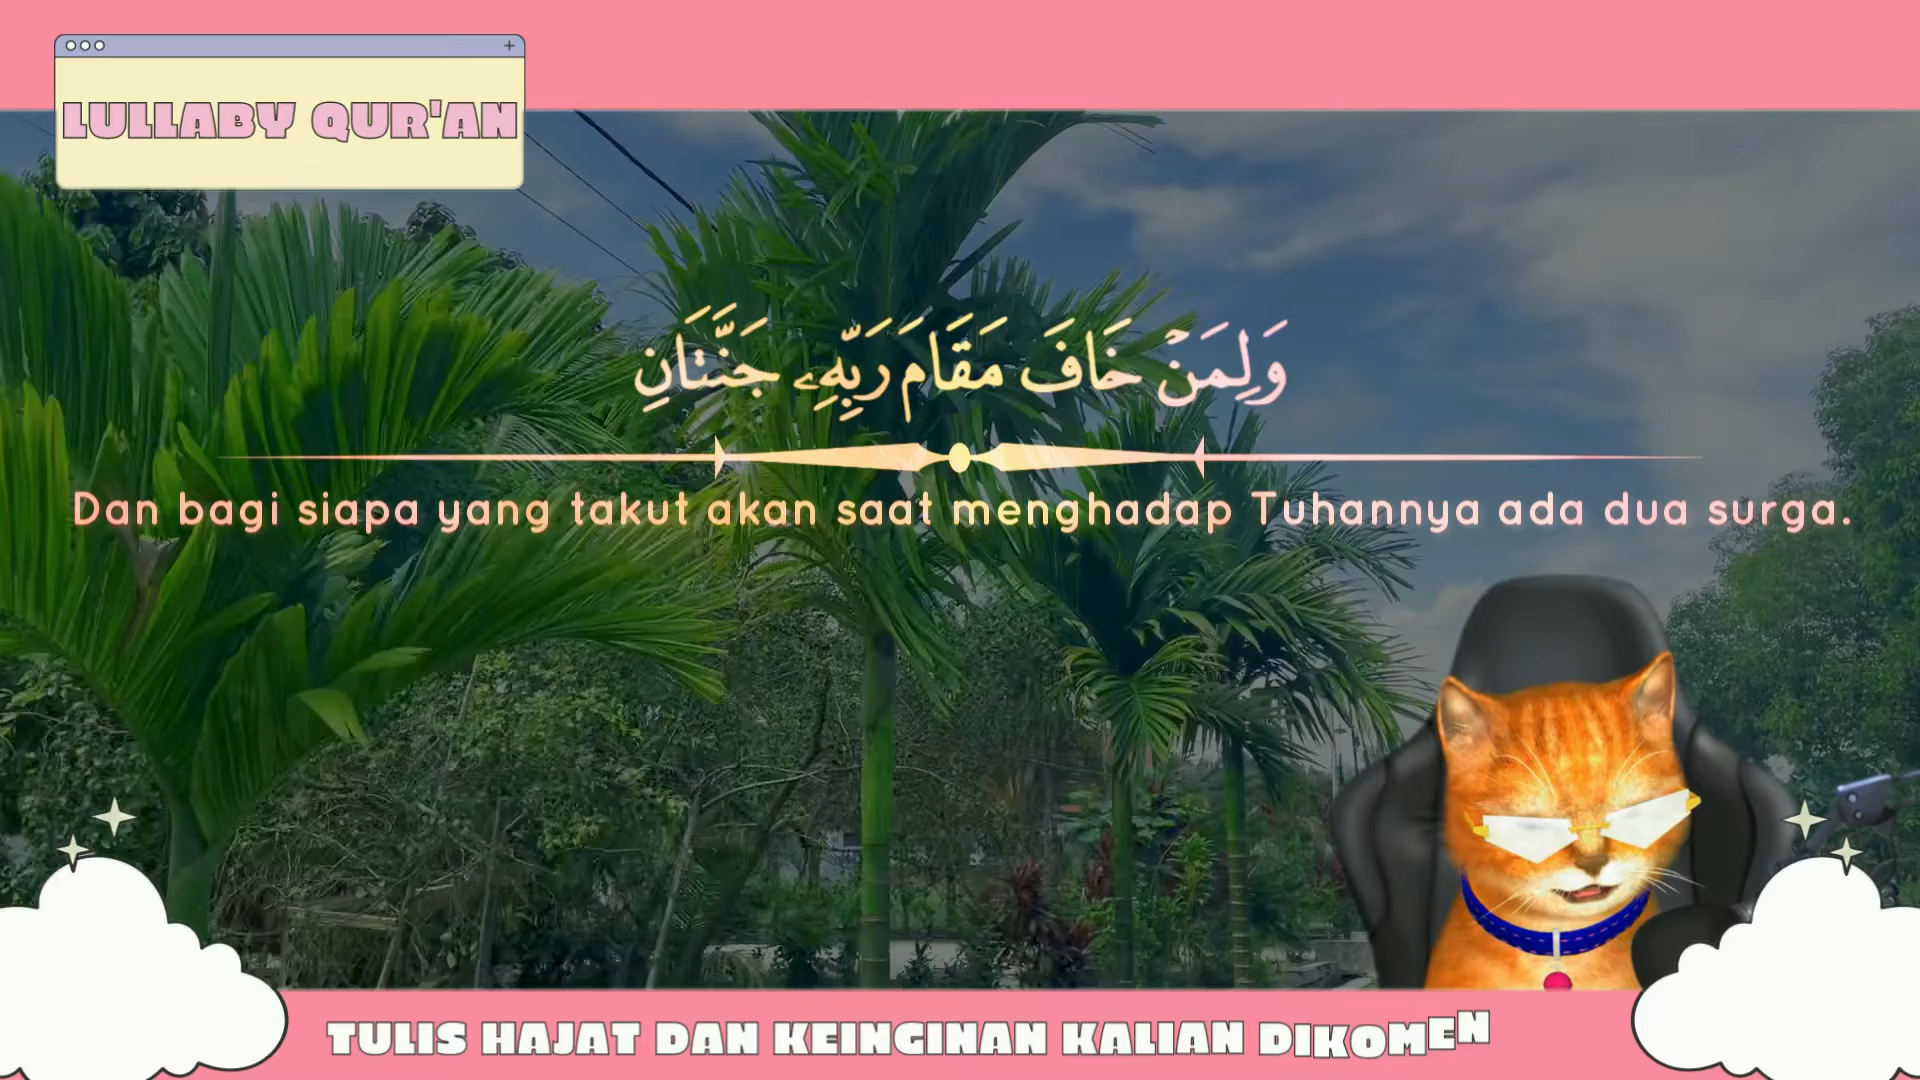 LULLABY QUR'AN
وَلِمَنْ خَافَ مَقَامَ رَبِّهِۦ جَنَّتَانِ
Dan bagi siapa yang takut akan saat menghadap Tuhannya ada dua surga.
TULIS HAJAT DAN KEINGINAN KALIAN DIKOMEN